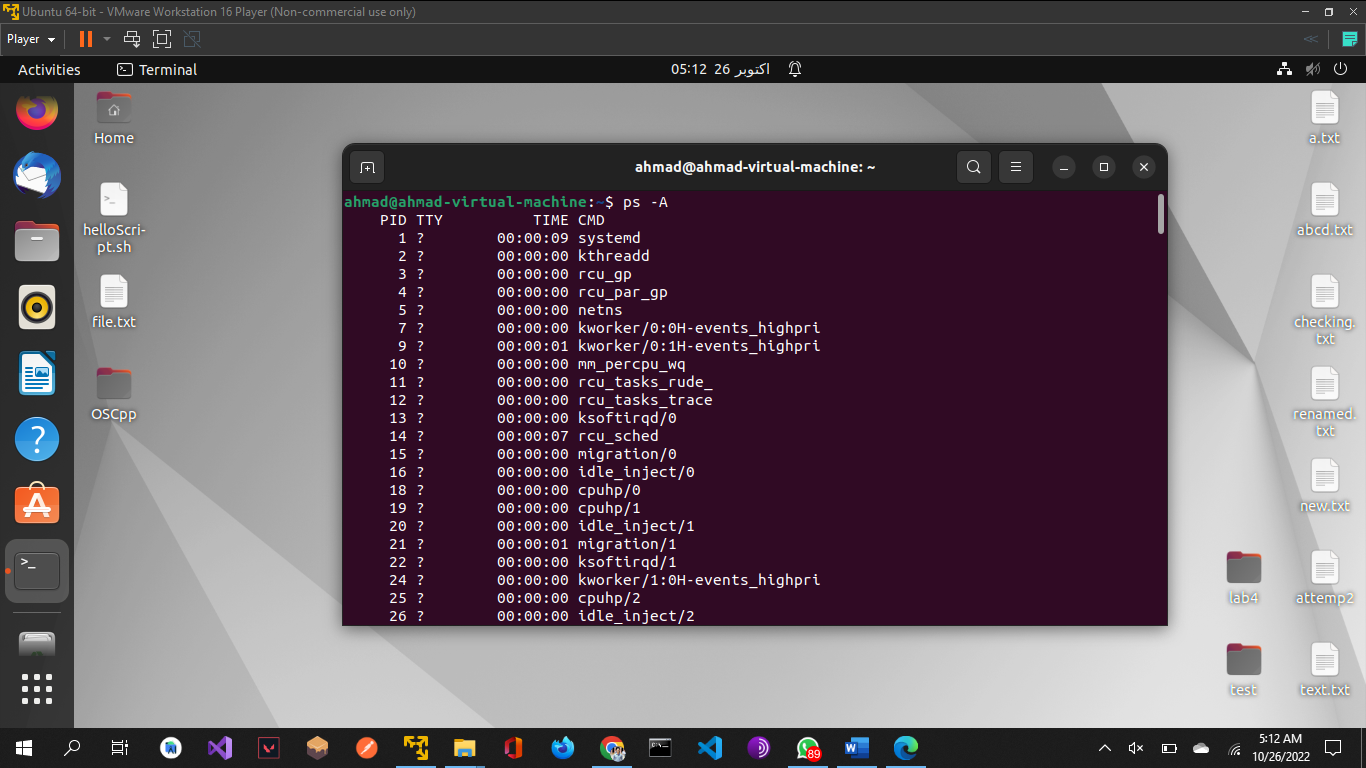 Ubuntu 64-bit - VMware Workstation 16 Player (Non-commercial use only)
Player
Activities
Terminal
05:12 26 اکتوبر
Home
helloScri-
pt.sh
file.txt
OSCpp
ahmad@ahmad-virtual-machine: ~
ahmad@ahmad-virtual-machine:~$ ps -A
PID TTY TIME CMD
1 ? 00:00:09 systemd
2 ? 00:00:00 kthreadd
3 ? 00:00:00 rcu_gp
4 ? 00:00:00 rcu_par_gp
5 ? 00:00:00 netns
7 ? 00:00:00 kworker/0:0H-events_highpri
9 ? 00:00:01 kworker/0:1H-events_highpri
10 ? 00:00:00 mm_percpu_wq
11 ? 00:00:00 rcu_tasks_rude_
12 ? 00:00:00 rcu_tasks_trace
13 ? 00:00:00 ksoftirqd/0
14 ? 00:00:07 rcu_sched
15 ? 00:00:00 migration/0
16 ? 00:00:00 idle_inject/0
18 ? 00:00:00 cpuhp/0
19 ? 00:00:00 cpuhp/1
20 ? 00:00:00 idle_inject/1
21 ? 00:00:01 migration/1
22 ? 00:00:00 ksoftirqd/1
24 ? 00:00:00 kworker/1:0H-events_highpri
25 ? 00:00:00 cpuhp/2
26 ? 00:00:00 idle_inject/2
a.txt
abcd.txt
checking.
txt
renamed.
txt
new.txt
lab4
attemp2
test
text.txt
89
5:12 AM
10/26/2022